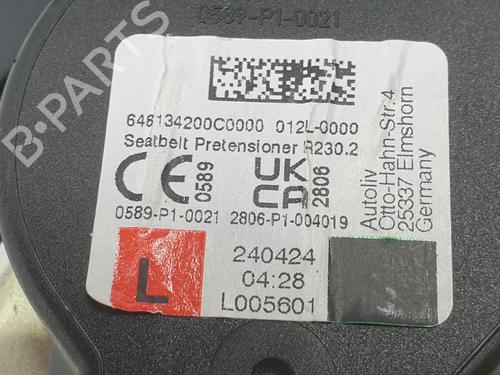 0589-P1-0021
646134200C0000 012L-0000
Seatbelt Pretensioner R230.2
CE 0589
UK CA 2806
0589-P1-0021 2806-P1-004019
Autoliv
Otto-Hahn-Str.4
25337 Elmshorn
Germany
L
240424
04:28
L005601
B-PARTS